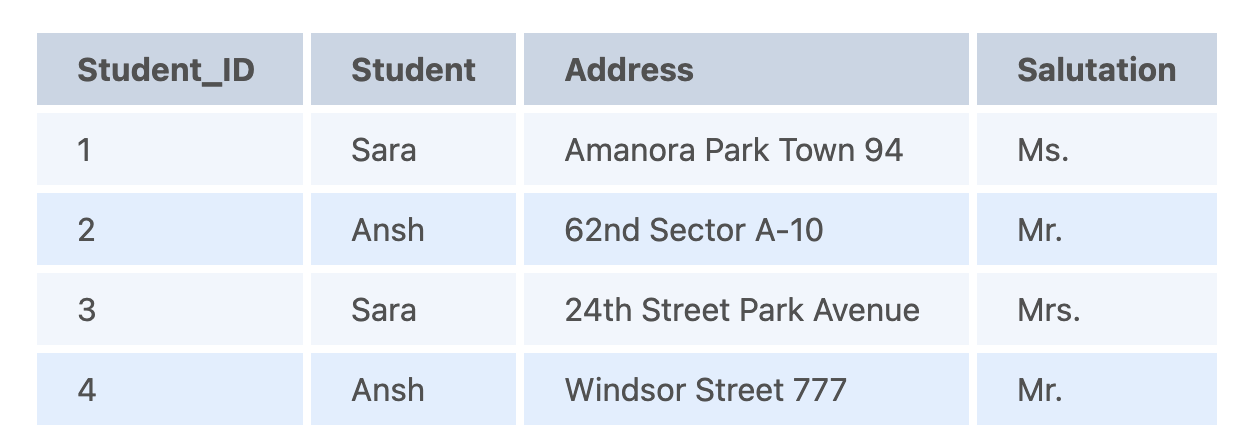 Student_ID Student Address Salutation
1 Sara Amanora Park Town 94 Ms.
2 Ansh 62nd Sector A-10 Mr.
3 Sara 24th Street Park Avenue Mrs.
4 Ansh Windsor Street 777 Mr.